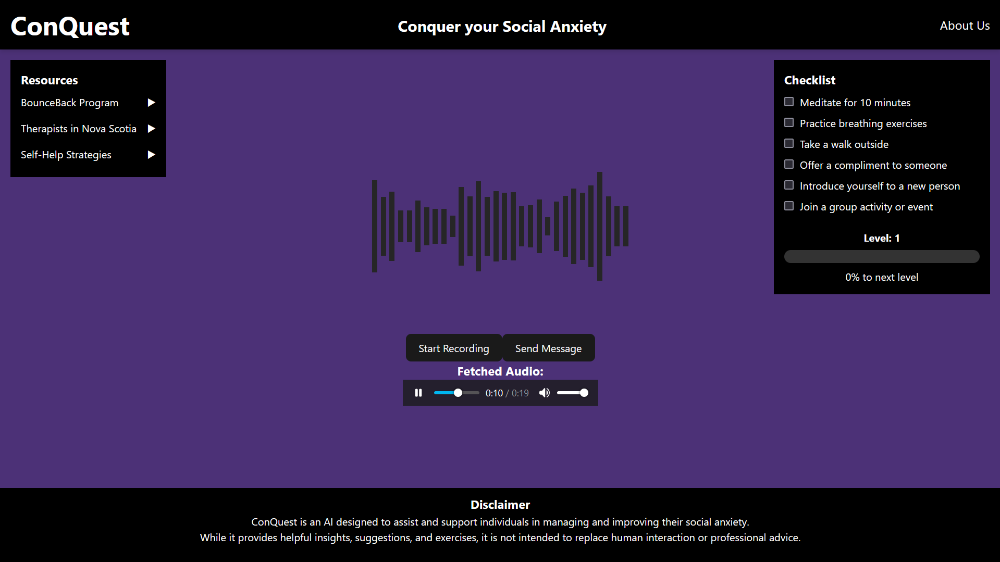 ConQuest
Conquer your Social Anxiety
About Us
Resources
BounceBack Program
Therapists in Nova Scotia
Self-Help Strategies
Checklist
Meditate for 10 minutes
Practice breathing exercises
Take a walk outside
Offer a compliment to someone
Introduce yourself to a new person
Join a group activity or event
Level: 1
0% to next level
Start Recording
Send Message
Fetched Audio:
0:10 / 0:19
Disclaimer
ConQuest is an AI designed to assist and support individuals in managing and improving their social anxiety.
While it provides helpful insights, suggestions, and exercises, it is not intended to replace human interaction or professional advice.